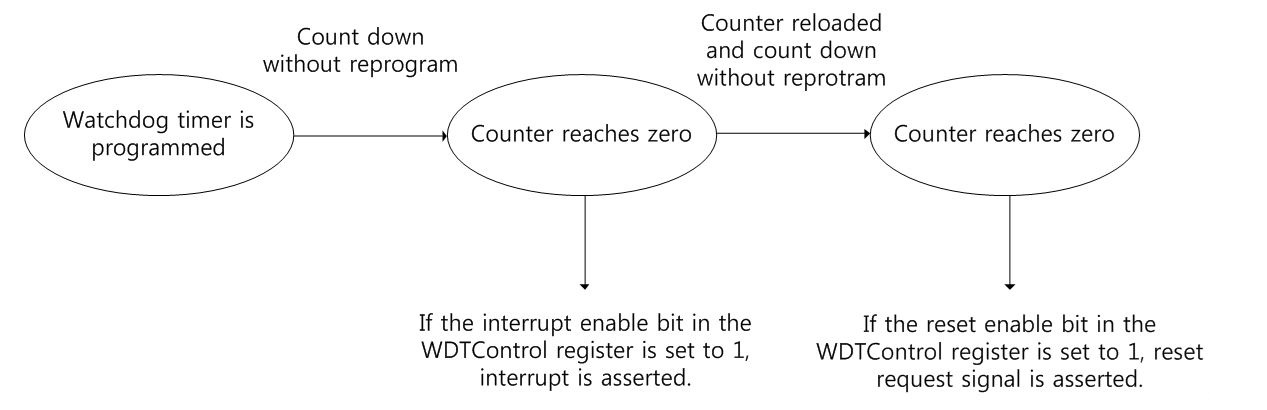 Count down
without reprogram
Counter reloaded
and count down
without reprotram
Watchdog timer is
programmed
Counter reaches zero
Counter reaches zero
If the interrupt enable bit in the
WDTControl register is set to 1,
interrupt is asserted.
If the reset enable bit in the
WDTControl register is set to 1, reset
request signal is asserted.